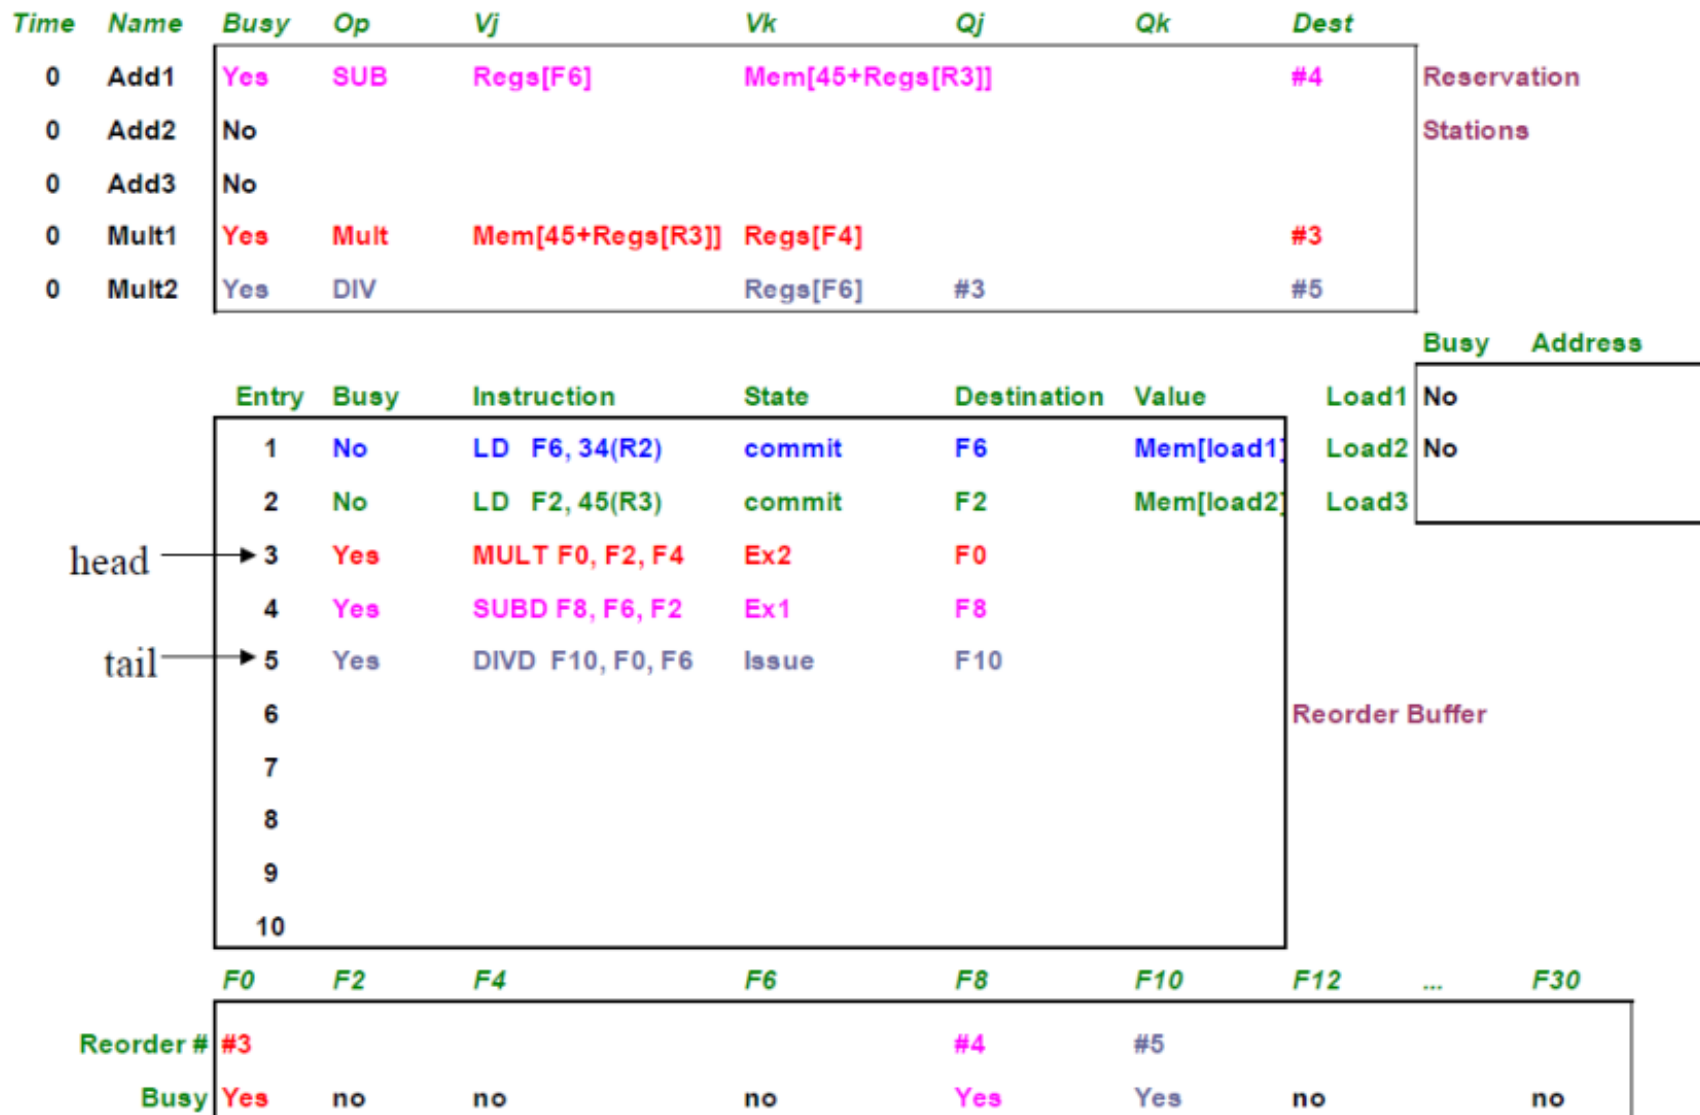 Time Name Busy Op Vj Vk Qj Qk Dest
0 Add1 Yes SUB Regs[F6] Mem[45+Regs[R3]] #4 Reservation
0 Add2 No Stations
0 Add3 No
0 Mult1 Yes Mult Mem[45+Regs[R3]] Regs[F4] #3
0 Mult2 Yes DIV Regs[F6] #3 #5
Busy Address
Entry Busy Instruction State Destination Value Load1 No
1 No LD F6, 34(R2) commit F6 Mem[load1] Load2 No
2 No LD F2, 45(R3) commit F2 Mem[load2] Load3
head 3 Yes MULT F0, F2, F4 Ex2 F0
4 Yes SUBD F8, F6, F2 Ex1 F8
tail 5 Yes DIVD F10, F0, F6 Issue F10
6 Reorder Buffer
7
8
9
10
F0 F2 F4 F6 F8 F10 F12 ... F30
Reorder # #3 #4 #5
Busy Yes no no no Yes Yes no no